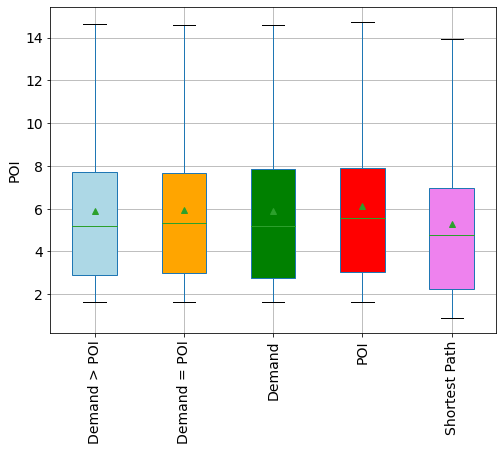 14
12
10
8
6
4
2
POI
Demand > POI
Demand = POI
Demand
POI
Shortest Path